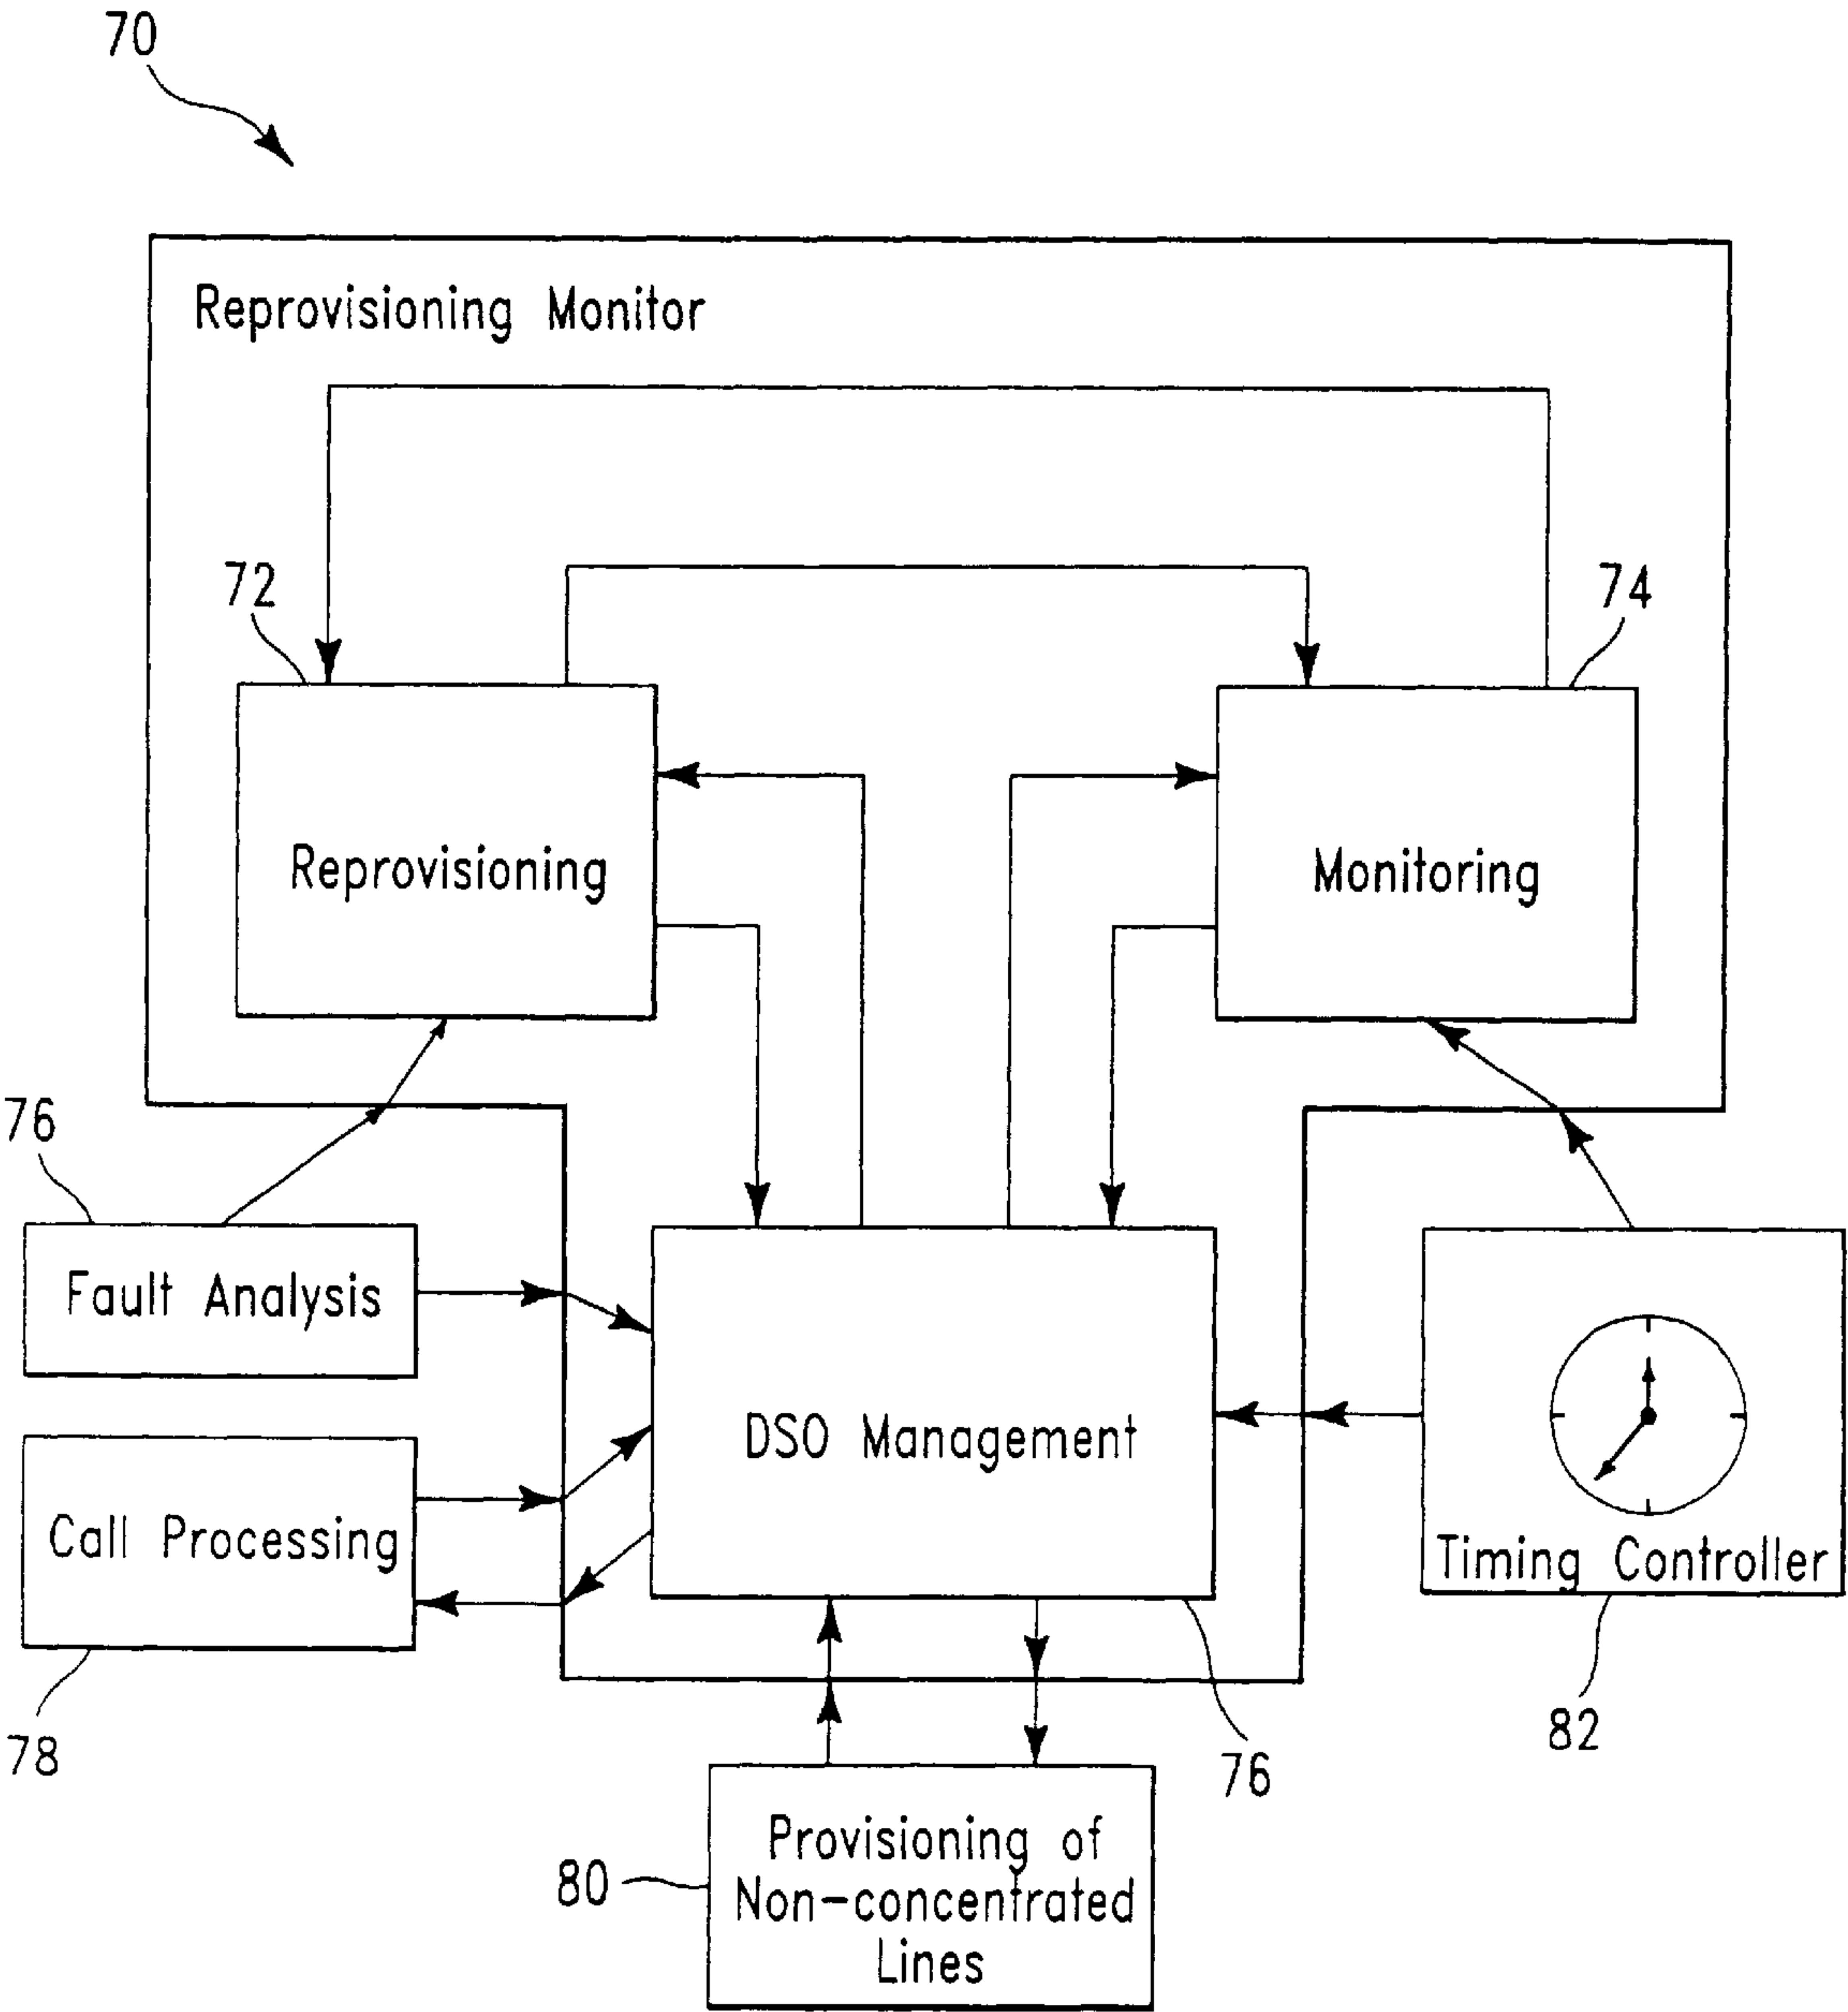 70
Reprovisioning Monitor
72
74
Reprovisioning
Monitoring
76
Fault Analysis
DSO Management
Call Processing
Timing Controller
78
82
76
80
Provisioning of
Non-concentrated
Lines